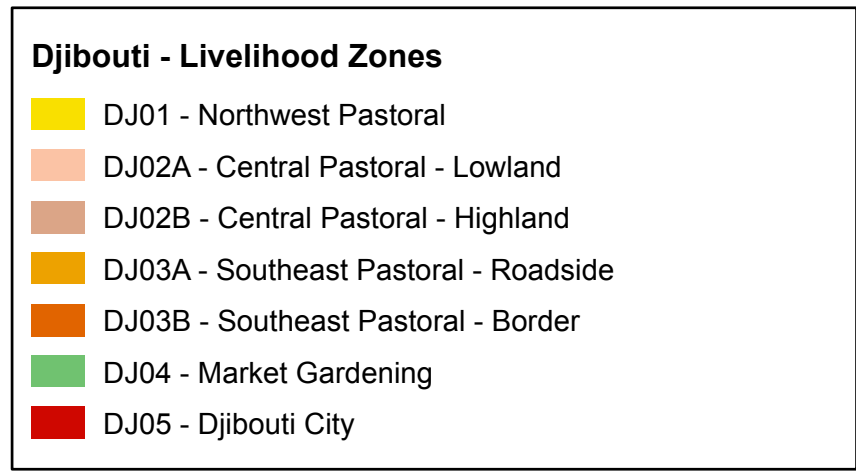 Djibouti - Livelihood Zones
DJ01 - Northwest Pastoral
DJ02A - Central Pastoral - Lowland
DJ02B - Central Pastoral - Highland
DJ03A - Southeast Pastoral - Roadside
DJ03B - Southeast Pastoral - Border
DJ04 - Market Gardening
DJ05 - Djibouti City